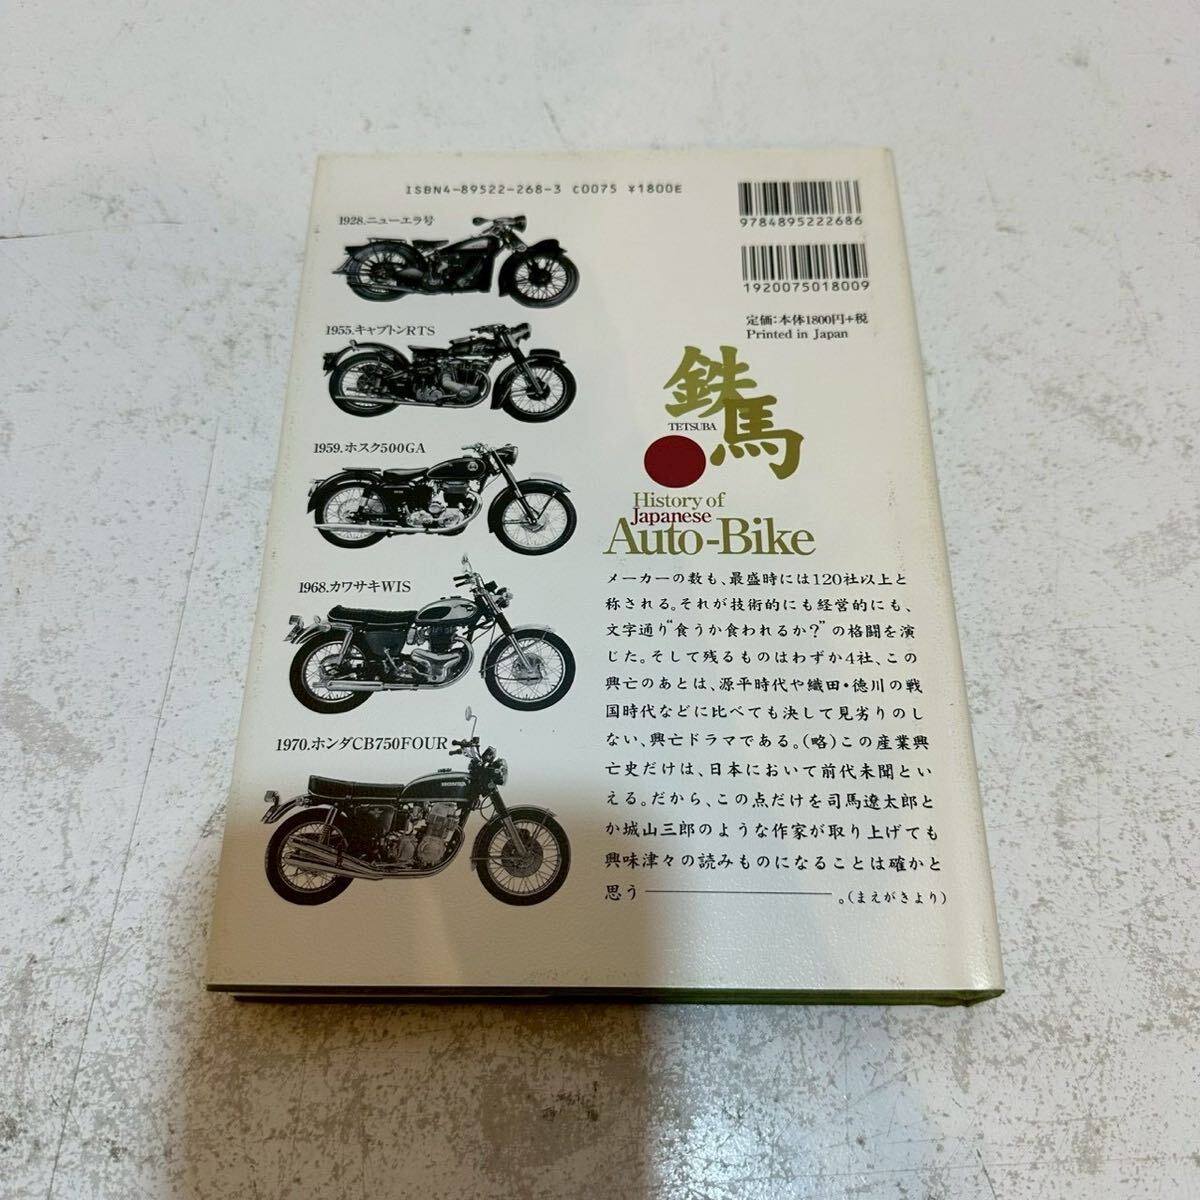 ISBN4-89522-268-3 C0075 ¥1800E
9784895222686
1920075018009
定価：本体1800円+税
Printed in Japan
1928.ニューエラ号
1955.キャブトンRTS
1959.ホスク500GA
1968.カワサキW1S
1970.ホンダCB750FOUR
鉄馬
TETSUBA
History of
Japanese
Auto-Bike
メーカーの数も、最盛時には120社以上と
称される。それが技術的にも経営的にも、
文字通り“食うか食われるか？”の格闘を演
じた。そして残るものはわずか4社、この
興亡のあとは、源平時代や織田・徳川の戦
国時代などに比べても決して見劣りのし
ない、興亡ドラマである。（略）この産業興
亡史だけは、日本において前代未聞とい
える。だから、この点だけを司馬遼太郎と
か城山三郎のような作家が取り上げても
興味津々の読みものになることは確かと
思う――――――。（まえがきより）
HONDA